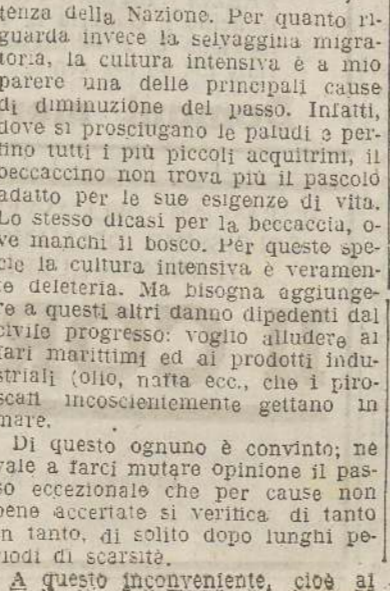 tenza della Nazione. Per quanto ri-
guarda invece la selvaggina migra-
toria, la cultura intensiva è a mio
parere una delle principali cause
di diminuzione del passo. Infatti,
dove si prosciugano le paludi e per-
fino tutti i più piccoli acquitrini, il
beccaccino non trova più il pascolo
adatto per le sue esigenze di vita.
Lo stesso dicasi per la beccaccia, o-
ve manchi il bosco. Per queste spe-
cie la cultura intensiva è veramen-
te deleteria. Ma bisogna aggiunge-
re a questi altri danno dipedenti dal
civile progresso: voglio alludere ai
fari marittimi ed ai prodotti indu-
striali (olio, nafta ecc., che i piro-
scafi incoscientemente gettano in
mare.
Di questo ognuno è convinto; nè
vale a farci mutare opinione il pas-
so eccezionale che per cause non
bene accertate si verifica di tanto
in tanto, di solito dopo lunghi pe-
riodi di scarsità.
A questo inconveniente, cioè al